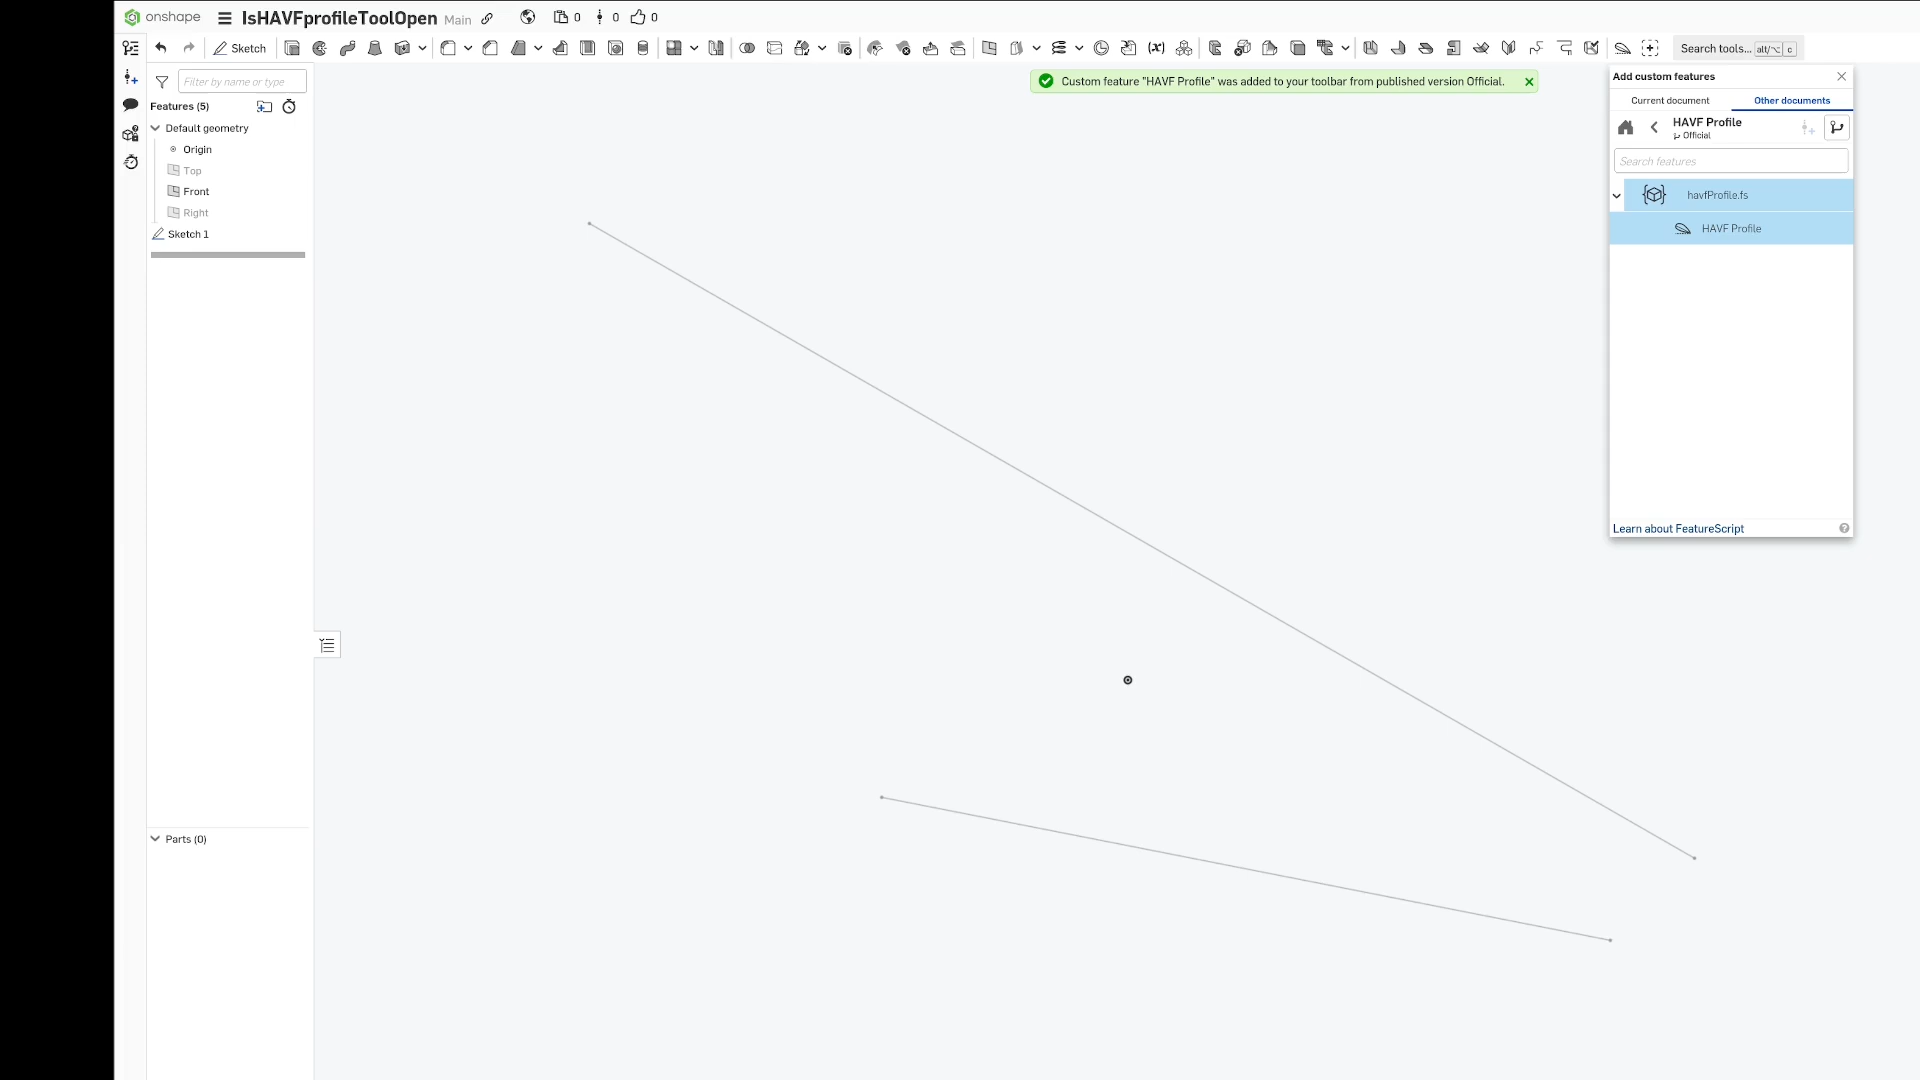 onshape IsHAVFprofileToolOpen Main 0 0 0
Sketch Search tools... alt/⌥ c
Filter by name or type
Features (5)
Default geometry
Origin
Top
Front
Right
Sketch 1
Parts (0)
Custom feature "HAVF Profile" was added to your toolbar from published version Official.
Add custom features
Current document Other documents
HAVF Profile
Official
Search features
havfProfile.fs
HAVF Profile
Learn about FeatureScript